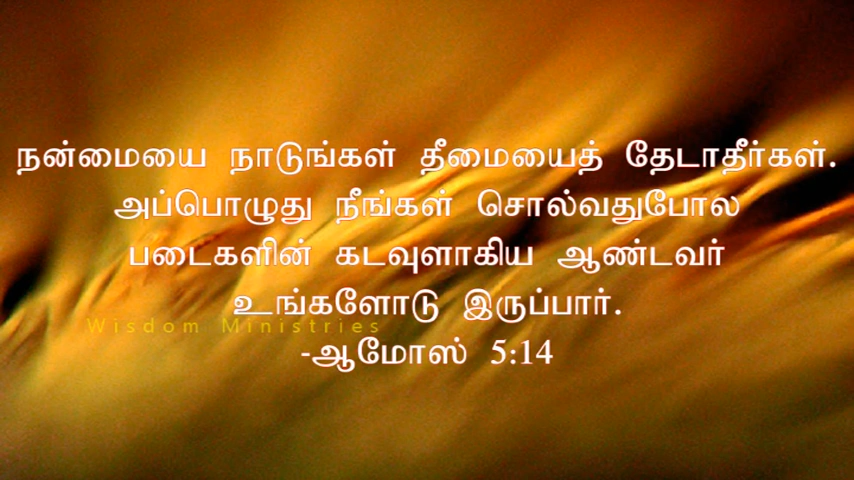 நன்மையை நாடுங்கள் தீமையைத் தேடாதீர்கள்.
அப்பொழுது நீங்கள் சொல்வதுபோல
படைகளின் கடவுளாகிய ஆண்டவர்
உங்களோடு இருப்பார்.
Wisdom Ministries
-ஆமோஸ் 5:14